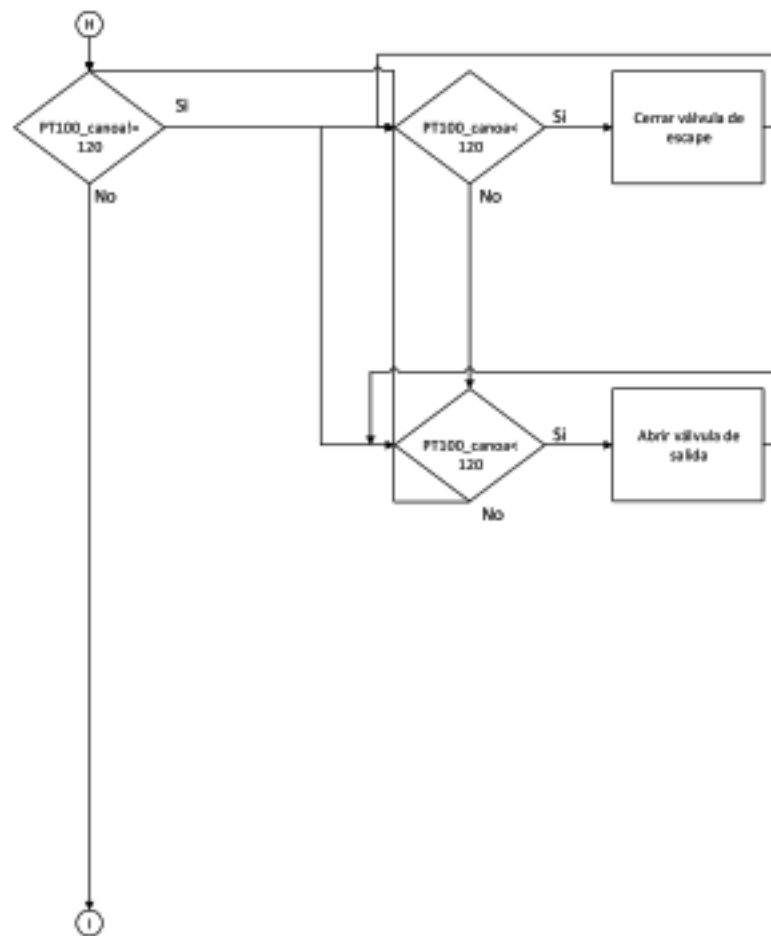 H
PT100_canoa!=
120
Si
No
PT100_canoa<
120
Si
No
Cerrar válvula de
escape
PT100_canoa<
120
Si
No
Abrir válvula de
salida
I